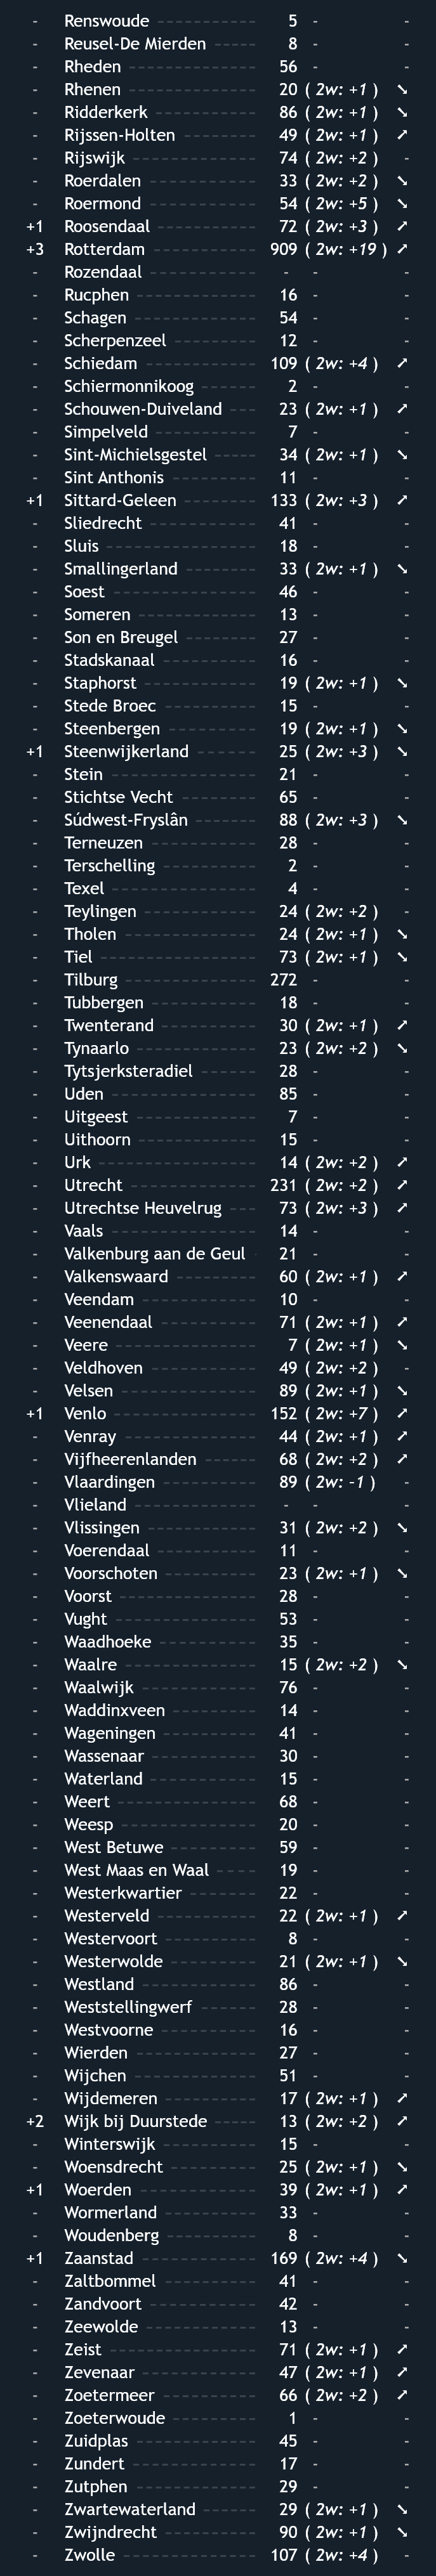 - Renswoude 5 - -
- Reusel-De Mierden 8 - -
- Rheden 56 - -
- Rhenen 20 ( 2w: +1 ) ↘
- Ridderkerk 86 ( 2w: +1 ) ↘
- Rijssen-Holten 49 ( 2w: +1 ) ↗
- Rijswijk 74 ( 2w: +2 ) -
- Roerdalen 33 ( 2w: +2 ) ↘
- Roermond 54 ( 2w: +5 ) ↘
+1 Roosendaal 72 ( 2w: +3 ) ↗
+3 Rotterdam 909 ( 2w: +19 ) ↗
- Rozendaal - - -
- Rucphen 16 - -
- Schagen 54 - -
- Scherpenzeel 12 - -
- Schiedam 109 ( 2w: +4 ) ↗
- Schiermonnikoog 2 - -
- Schouwen-Duiveland 23 ( 2w: +1 ) ↗
- Simpelveld 7 - -
- Sint-Michielsgestel 34 ( 2w: +1 ) ↘
- Sint Anthonis 11 - -
+1 Sittard-Geleen 133 ( 2w: +3 ) ↗
- Sliedrecht 41 - -
- Sluis 18 - -
- Smallingerland 33 ( 2w: +1 ) ↘
- Soest 46 - -
- Someren 13 - -
- Son en Breugel 27 - -
- Stadskanaal 16 - -
- Staphorst 19 ( 2w: +1 ) ↘
- Stede Broec 15 - -
- Steenbergen 19 ( 2w: +1 ) ↘
+1 Steenwijkerland 25 ( 2w: +3 ) ↘
- Stein 21 - -
- Stichtse Vecht 65 - -
- Súdwest-Fryslân 88 ( 2w: +3 ) ↘
- Terneuzen 28 - -
- Terschelling 2 - -
- Texel 4 - -
- Teylingen 24 ( 2w: +2 ) -
- Tholen 24 ( 2w: +1 ) ↘
- Tiel 73 ( 2w: +1 ) ↘
- Tilburg 272 - -
- Tubbergen 18 - -
- Twenterand 30 ( 2w: +1 ) ↗
- Tynaarlo 23 ( 2w: +2 ) ↘
- Tytsjerksteradiel 28 - -
- Uden 85 - -
- Uitgeest 7 - -
- Uithoorn 15 - -
- Urk 14 ( 2w: +2 ) ↗
- Utrecht 231 ( 2w: +2 ) ↗
- Utrechtse Heuvelrug 73 ( 2w: +3 ) ↗
- Vaals 14 - -
- Valkenburg aan de Geul 21 - -
- Valkenswaard 60 ( 2w: +1 ) ↗
- Veendam 10 - -
- Veenendaal 71 ( 2w: +1 ) ↗
- Veere 7 ( 2w: +1 ) ↘
- Veldhoven 49 ( 2w: +2 ) -
- Velsen 89 ( 2w: +1 ) ↘
+1 Venlo 152 ( 2w: +7 ) ↗
- Venray 44 ( 2w: +1 ) ↗
- Vijfheerenlanden 68 ( 2w: +2 ) ↗
- Vlaardingen 89 ( 2w: -1 ) -
- Vlieland - - -
- Vlissingen 31 ( 2w: +2 ) ↘
- Voerendaal 11 - -
- Voorschoten 23 ( 2w: +1 ) ↘
- Voorst 28 - -
- Vught 53 - -
- Waadhoeke 35 - -
- Waalre 15 ( 2w: +2 ) ↘
- Waalwijk 76 - -
- Waddinxveen 14 - -
- Wageningen 41 - -
- Wassenaar 30 - -
- Waterland 15 - -
- Weert 68 - -
- Weesp 20 - -
- West Betuwe 59 - -
- West Maas en Waal 19 - -
- Westerkwartier 22 - -
- Westerveld 22 ( 2w: +1 ) ↗
- Westervoort 8 - -
- Westerwolde 21 ( 2w: +1 ) ↘
- Westland 86 - -
- Weststellingwerf 28 - -
- Westvoorne 16 - -
- Wierden 27 - -
- Wijchen 51 - -
- Wijdemeren 17 ( 2w: +1 ) ↗
+2 Wijk bij Duurstede 13 ( 2w: +2 ) ↗
- Winterswijk 15 - -
- Woensdrecht 25 ( 2w: +1 ) ↘
+1 Woerden 39 ( 2w: +1 ) ↗
- Wormerland 33 - -
- Woudenberg 8 - -
+1 Zaanstad 169 ( 2w: +4 ) ↘
- Zaltbommel 41 - -
- Zandvoort 42 - -
- Zeewolde 13 - -
- Zeist 71 ( 2w: +1 ) ↗
- Zevenaar 47 ( 2w: +1 ) ↗
- Zoetermeer 66 ( 2w: +2 ) ↗
- Zoeterwoude 1 - -
- Zuidplas 45 - -
- Zundert 17 - -
- Zutphen 29 - -
- Zwartewaterland 29 ( 2w: +1 ) ↘
- Zwijndrecht 90 ( 2w: +1 ) ↘
- Zwolle 107 ( 2w: +4 ) -